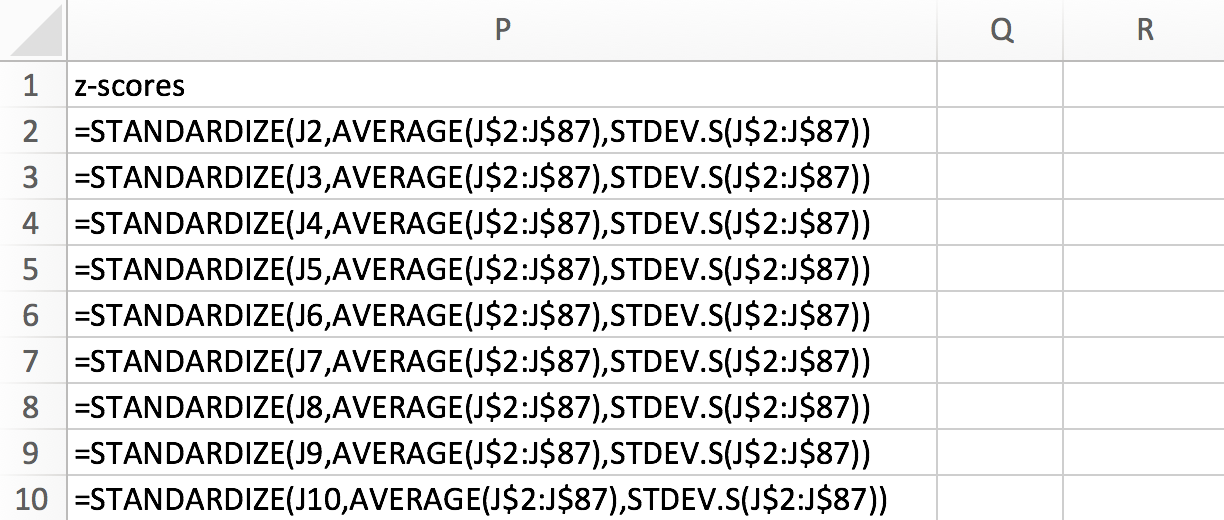 P Q R
1 z-scores
2 =STANDARDIZE(J2,AVERAGE(J$2:J$87),STDEV.S(J$2:J$87))
3 =STANDARDIZE(J3,AVERAGE(J$2:J$87),STDEV.S(J$2:J$87))
4 =STANDARDIZE(J4,AVERAGE(J$2:J$87),STDEV.S(J$2:J$87))
5 =STANDARDIZE(J5,AVERAGE(J$2:J$87),STDEV.S(J$2:J$87))
6 =STANDARDIZE(J6,AVERAGE(J$2:J$87),STDEV.S(J$2:J$87))
7 =STANDARDIZE(J7,AVERAGE(J$2:J$87),STDEV.S(J$2:J$87))
8 =STANDARDIZE(J8,AVERAGE(J$2:J$87),STDEV.S(J$2:J$87))
9 =STANDARDIZE(J9,AVERAGE(J$2:J$87),STDEV.S(J$2:J$87))
10 =STANDARDIZE(J10,AVERAGE(J$2:J$87),STDEV.S(J$2:J$87))